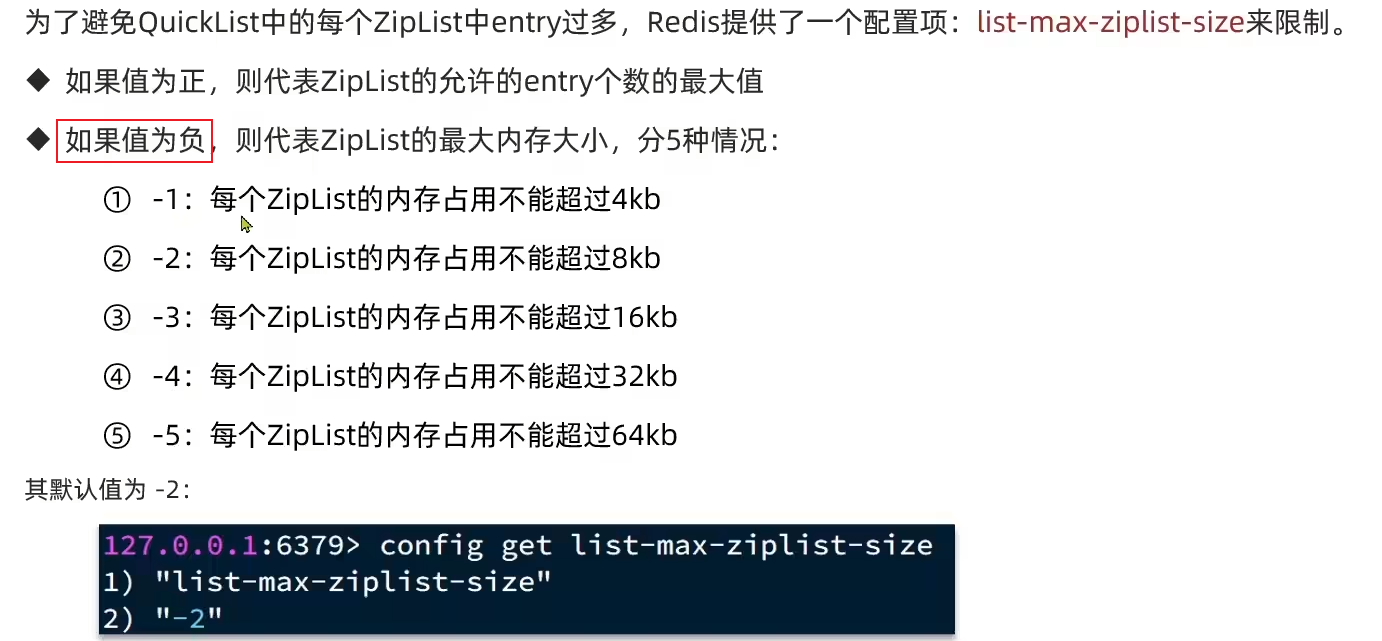 为了避免QuickList中的每个ZipList中entry过多，Redis提供了一个配置项：list-max-ziplist-size来限制。
◆ 如果值为正，则代表ZipList的允许的entry个数的最大值
◆ 如果值为负，则代表ZipList的最大内存大小，分5种情况：
① -1：每个ZipList的内存占用不能超过4kb
② -2：每个ZipList的内存占用不能超过8kb
③ -3：每个ZipList的内存占用不能超过16kb
④ -4：每个ZipList的内存占用不能超过32kb
⑤ -5：每个ZipList的内存占用不能超过64kb
其默认值为 -2：
127.0.0.1:6379> config get list-max-ziplist-size
1) "list-max-ziplist-size"
2) "-2"